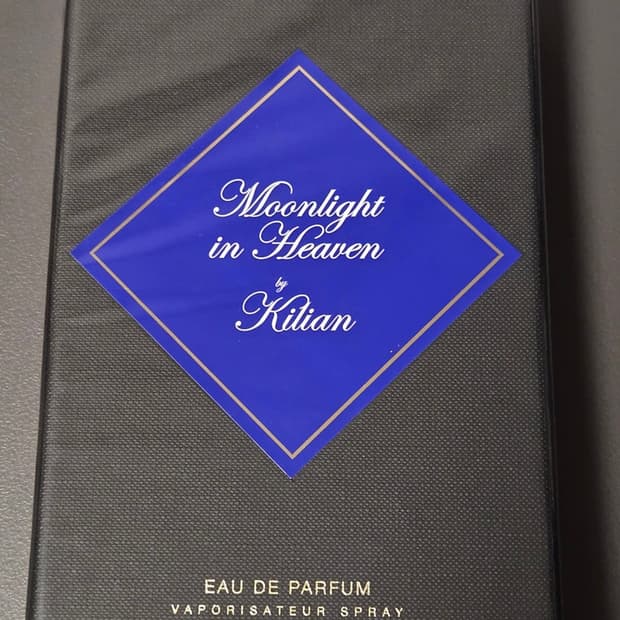 Moonlight
in Heaven
by
Kilian
EAU DE PARFUM
VAPORISATEUR SPRAY